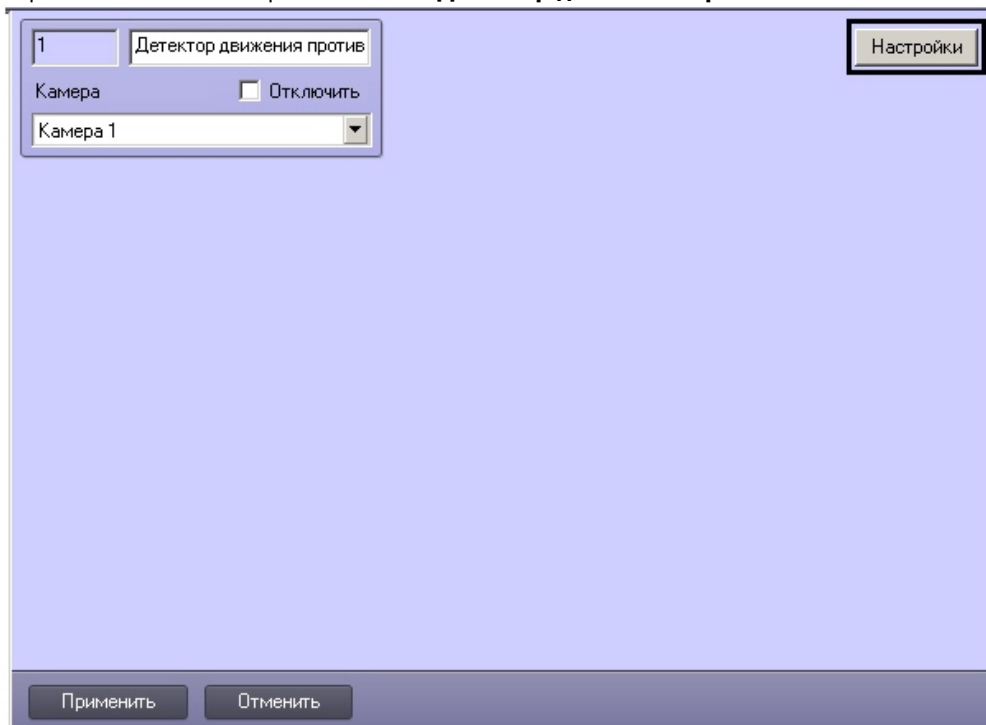 1
Детектор движения против
Настройки
Камера
Отключить
Камера 1
Применить
Отменить